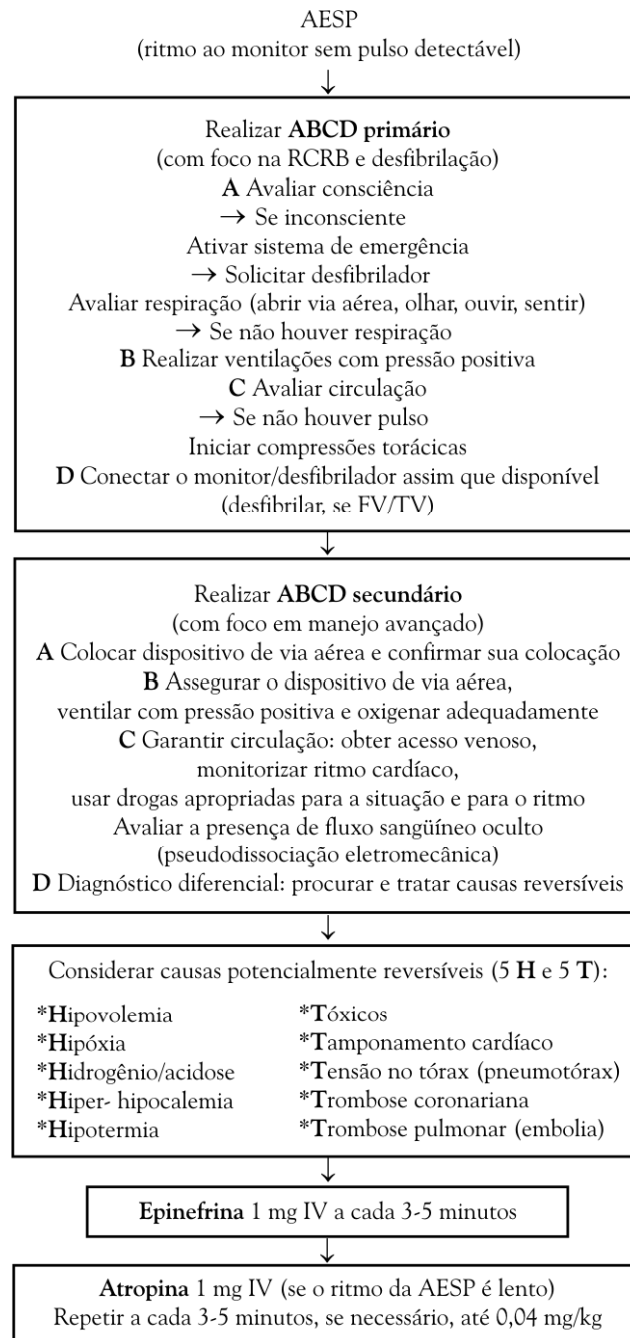 AESP
(ritmo ao monitor sem pulso detectável)
↓
Realizar ABCD primário
(com foco na RCRB e desfibrilação)
A Avaliar consciência
→ Se inconsciente
Ativar sistema de emergência
→ Solicitar desfibrilador
Avaliar respiração (abrir via aérea, olhar, ouvir, sentir)
→ Se não houver respiração
B Realizar ventilações com pressão positiva
C Avaliar circulação
→ Se não houver pulso
Iniciar compressões torácicas
D Conectar o monitor/desfibrilador assim que disponível
(desfibrilar, se FV/TV)
↓
Realizar ABCD secundário
(com foco em manejo avançado)
A Colocar dispositivo de via aérea e confirmar sua colocação
B Assegurar o dispositivo de via aérea,
ventilar com pressão positiva e oxigenar adequadamente
C Garantir circulação: obter acesso venoso,
monitorizar ritmo cardíaco,
usar drogas apropriadas para a situação e para o ritmo
Avaliar a presença de fluxo sangüíneo oculto
(pseudodissociação eletromecânica)
D Diagnóstico diferencial: procurar e tratar causas reversíveis
↓
Considerar causas potencialmente reversíveis (5 H e 5 T):
*Hipovolemia
*Hipóxia
*Hidrogênio/acidose
*Hiper- hipocalemia
*Hipotermia
*Tóxicos
*Tamponamento cardíaco
*Tensão no tórax (pneumotórax)
*Trombose coronariana
*Trombose pulmonar (embolia)
↓
Epinefrina 1 mg IV a cada 3-5 minutos
↓
Atropina 1 mg IV (se o ritmo da AESP é lento)
Repetir a cada 3-5 minutos, se necessário, até 0,04 mg/kg